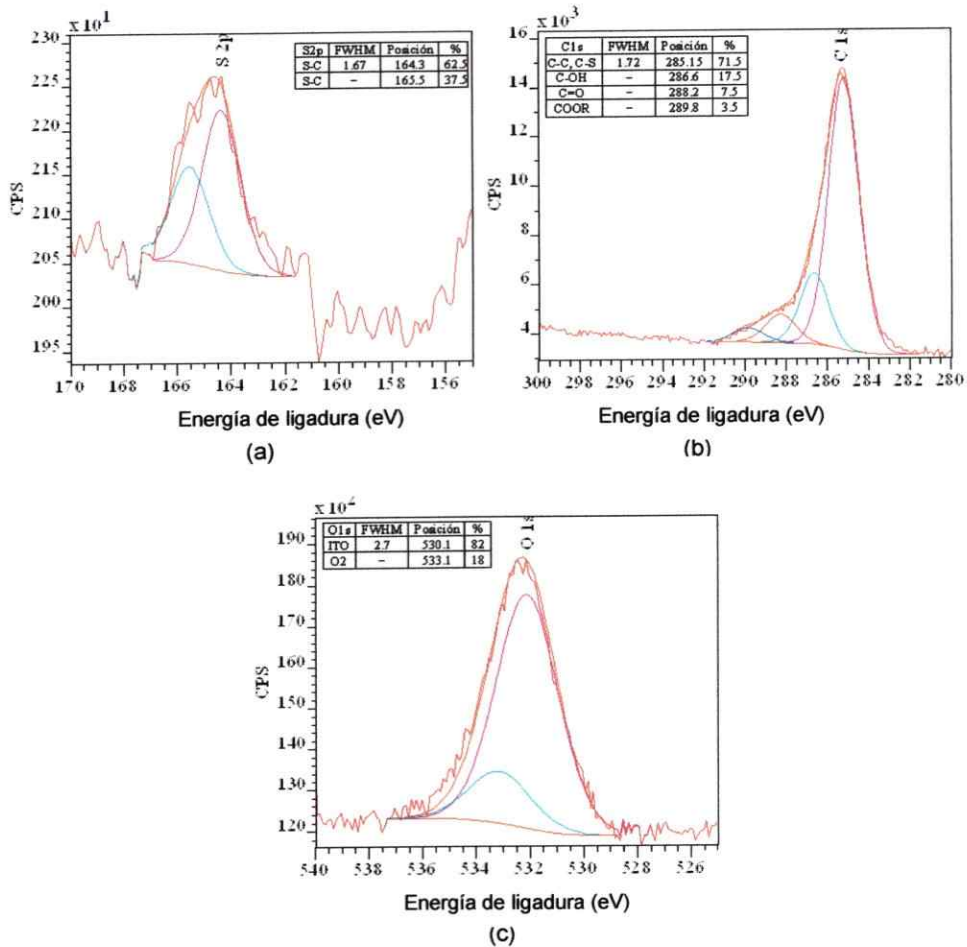 x 10¹
S 2p
S2p FWHM Posición %
S-C 1.67 164.3 62.5
S-C – 165.5 37.5
CPS
230
225
220
215
210
205
200
195
170 168 166 164 162 160 158 156
Energía de ligadura (eV)
(a)
x 10³
C 1s
C1s FWHM Posición %
C-C, C-S 1.72 285.15 71.5
C-OH – 286.6 17.5
C=O – 288.2 7.5
COOR – 289.8 3.5
CPS
16
14
12
10
8
6
4
300 298 296 294 292 290 288 286 284 282 280
Energía de ligadura (eV)
(b)
x 10²
O 1s
O1s FWHM Posición %
ITO 2.7 530.1 82
O2 – 533.1 18
CPS
190
180
170
160
150
140
130
120
540 538 536 534 532 530 528 526
Energía de ligadura (eV)
(c)